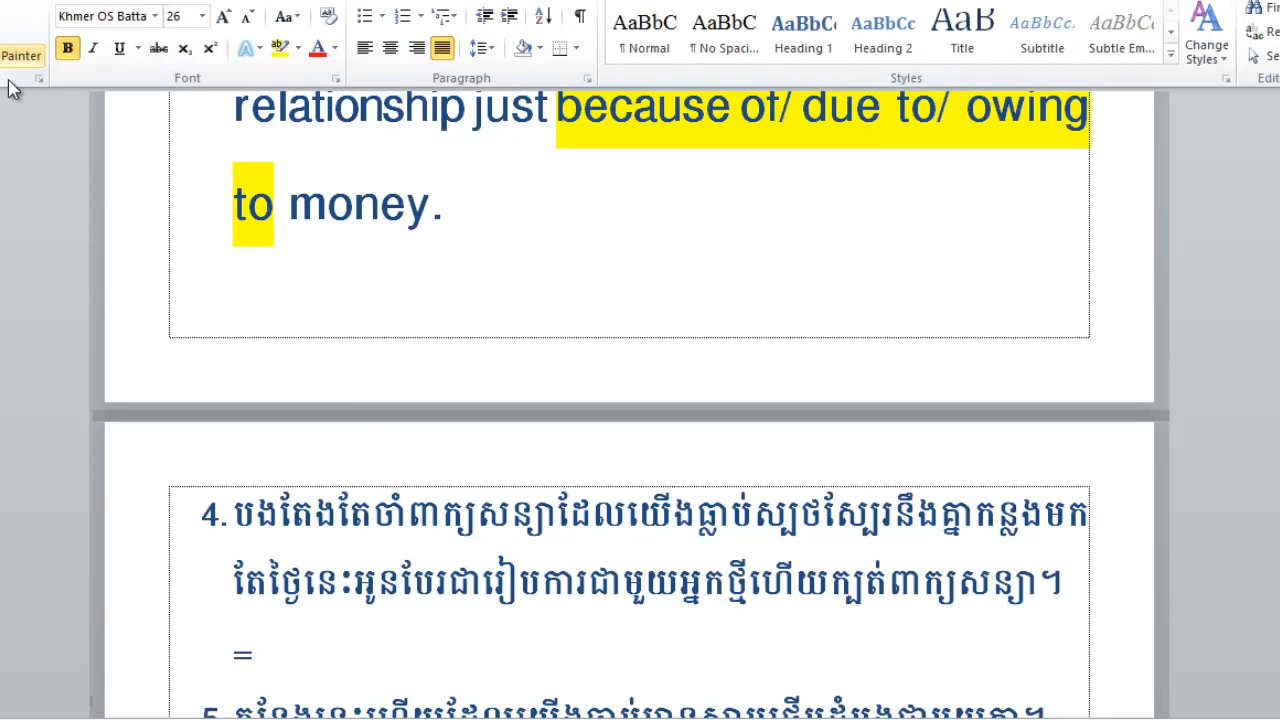 Khmer OS Batta 26
Painter
Font
Paragraph
AaBbC AaBbC AaBbC AaBbCc AaB AaBbCc. AaBbC
¶ Normal ¶ No Spaci... Heading 1 Heading 2 Title Subtitle Subtle Em...
Change
Styles
Styles
relationship just because of/ due to/ owing
to money.
4. បងតែងតែចាំពាក្យសន្យាដែលយើងធ្លាប់ស្បថស្បែរនឹងគ្នាកន្លងមក
តែថ្ងៃនេះអូនបែរជារៀបការជាមួយអ្នកថ្មីហើយក្បត់ពាក្យសន្យា។
=